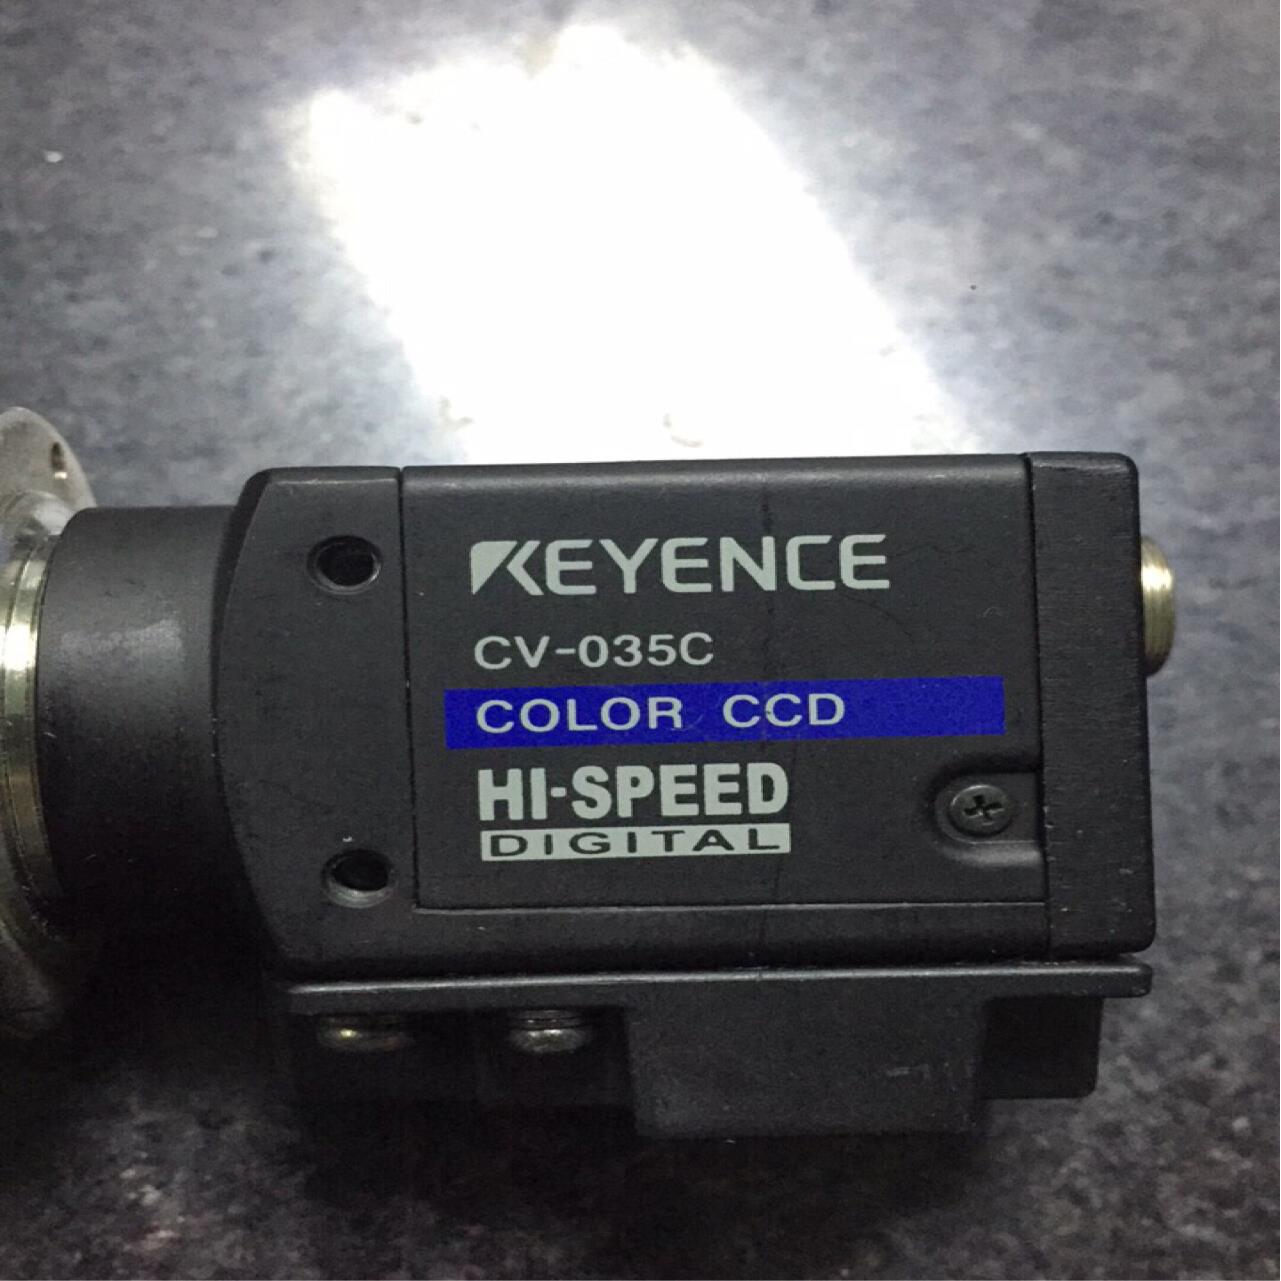 KEYENCE
CV-035C
COLOR CCD
HI-SPEED
DIGITAL